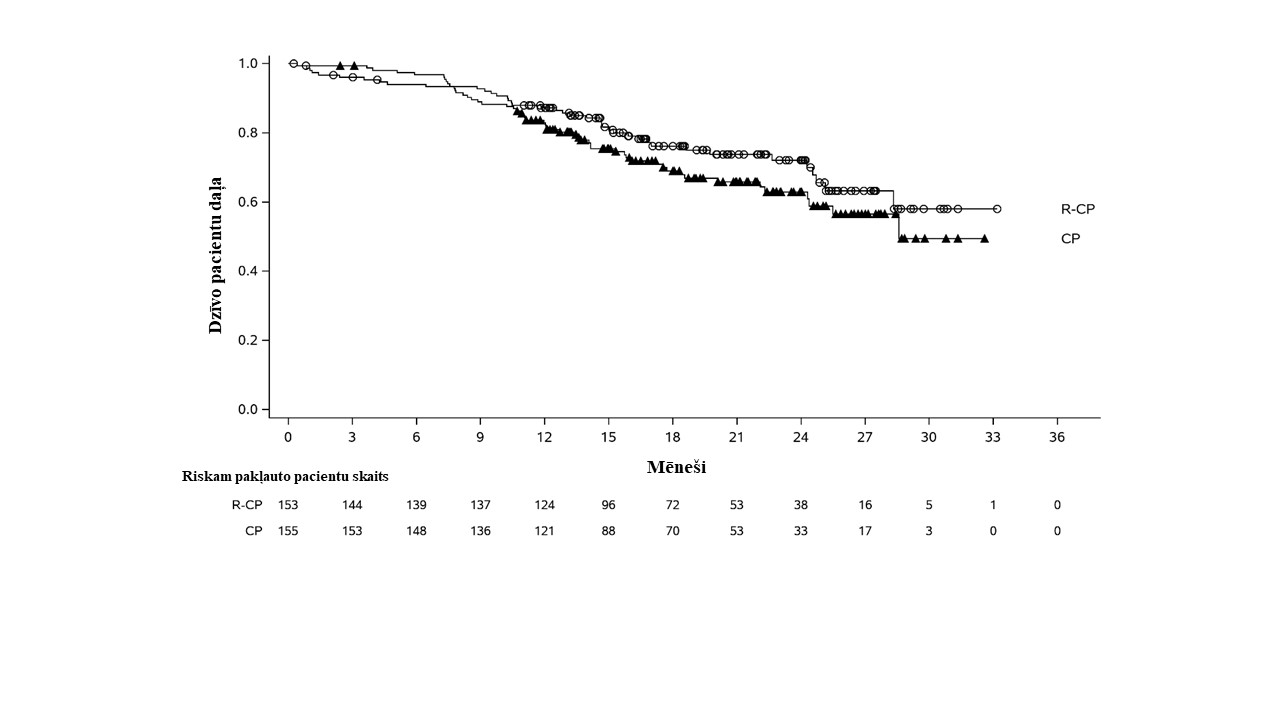 1.0
0.8
0.6
0.4
0.2
0.0
Dzīvo pacientu daļa
R-CP
CP
0 3 6 9 12 15 18 21 24 27 30 33 36
Mēneši
Riskam pakļauto pacientu skaits
R-CP 153 144 139 137 124 96 72 53 38 16 5 1 0
CP 155 153 148 136 121 88 70 53 33 17 3 0 0